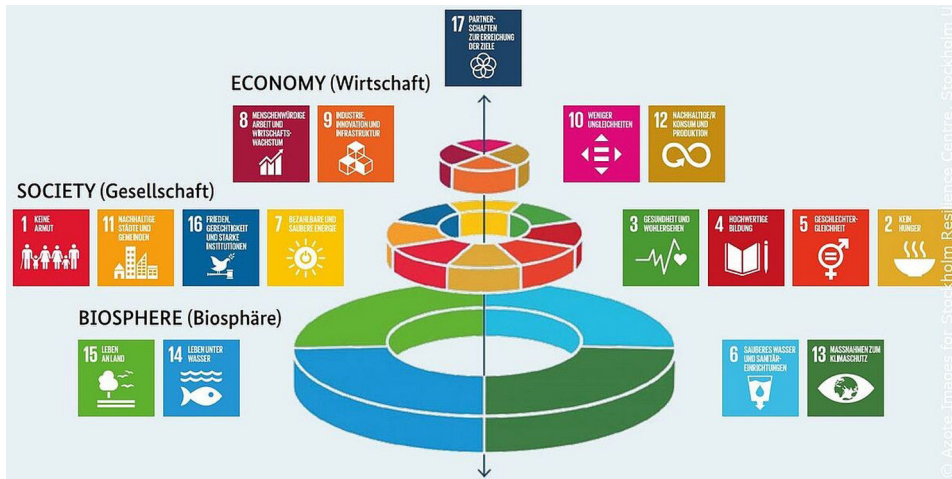 17 PARTNER-
SCHAFTEN
ZUR ERREICHUNG
DER ZIELE
ECONOMY (Wirtschaft)
8 MENSCHENWÜRDIGE
ARBEIT UND
WIRTSCHAFTS-
WACHSTUM
9 INDUSTRIE,
INNOVATION UND
INFRASTRUKTUR
10 WENIGER
UNGLEICHHEITEN
12 NACHHALTIGE/R
KONSUM UND
PRODUKTION
SOCIETY (Gesellschaft)
1 KEINE
ARMUT
11 NACHHALTIGE
STÄDTE UND
GEMEINDEN
16 FRIEDEN,
GERECHTIGKEIT
UND STARKE
INSTITUTIONEN
7 BEZAHLBARE UND
SAUBERE ENERGIE
3 GESUNDHEIT UND
WOHLERGEHEN
4 HOCHWERTIGE
BILDUNG
5 GESCHLECHTER-
GLEICHHEIT
2 KEIN
HUNGER
BIOSPHERE (Biosphäre)
15 LEBEN
AN LAND
14 LEBEN UNTER
WASSER
6 SAUBERES WASSER
UND SANITÄR-
EINRICHTUNGEN
13 MASSNAHMEN ZUM
KLIMASCHUTZ
© Azote Images for Stockholm Resilience Centre, Stockholm